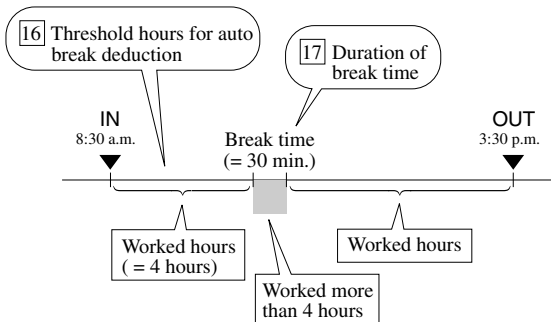 16 Threshold hours for auto
break deduction
17 Duration of
break time
IN
8:30 a.m.
Break time
(= 30 min.)
OUT
3:30 p.m.
Worked hours
( = 4 hours)
Worked more
than 4 hours
Worked hours